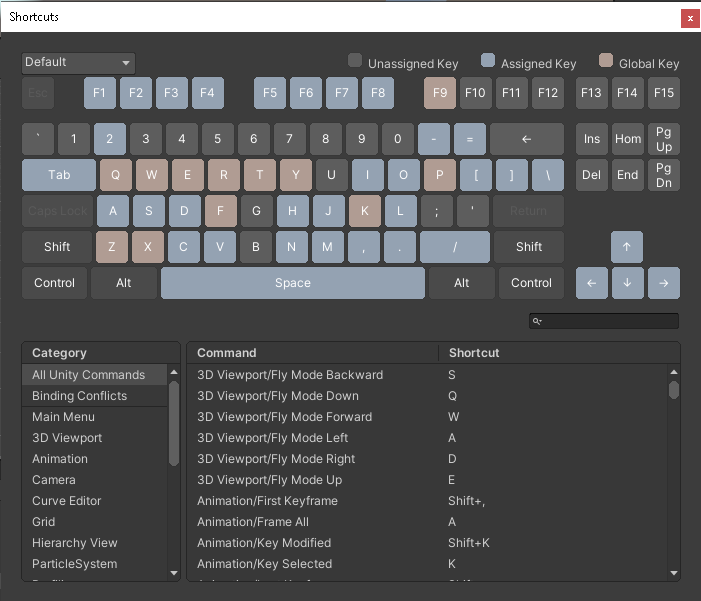 Shortcuts x
Default
Unassigned Key Assigned Key Global Key
Esc F1 F2 F3 F4 F5 F6 F7 F8 F9 F10 F11 F12 F13 F14 F15
` 1 2 3 4 5 6 7 8 9 0 - = ← Ins Hom Pg Up
Tab Q W E R T Y U I O P [ ] \ Del End Pg Dn
Caps Lock A S D F G H J K L ; ' Return
Shift Z X C V B N M , . / Shift ↑
Control Alt Space Alt Control ← ↓ →
Category Command Shortcut
All Unity Commands 3D Viewport/Fly Mode Backward S
Binding Conflicts 3D Viewport/Fly Mode Down Q
Main Menu 3D Viewport/Fly Mode Forward W
3D Viewport 3D Viewport/Fly Mode Left A
Animation 3D Viewport/Fly Mode Right D
Camera 3D Viewport/Fly Mode Up E
Curve Editor Animation/First Keyframe Shift+,
Grid Animation/Frame All A
Hierarchy View Animation/Key Modified Shift+K
ParticleSystem Animation/Key Selected K